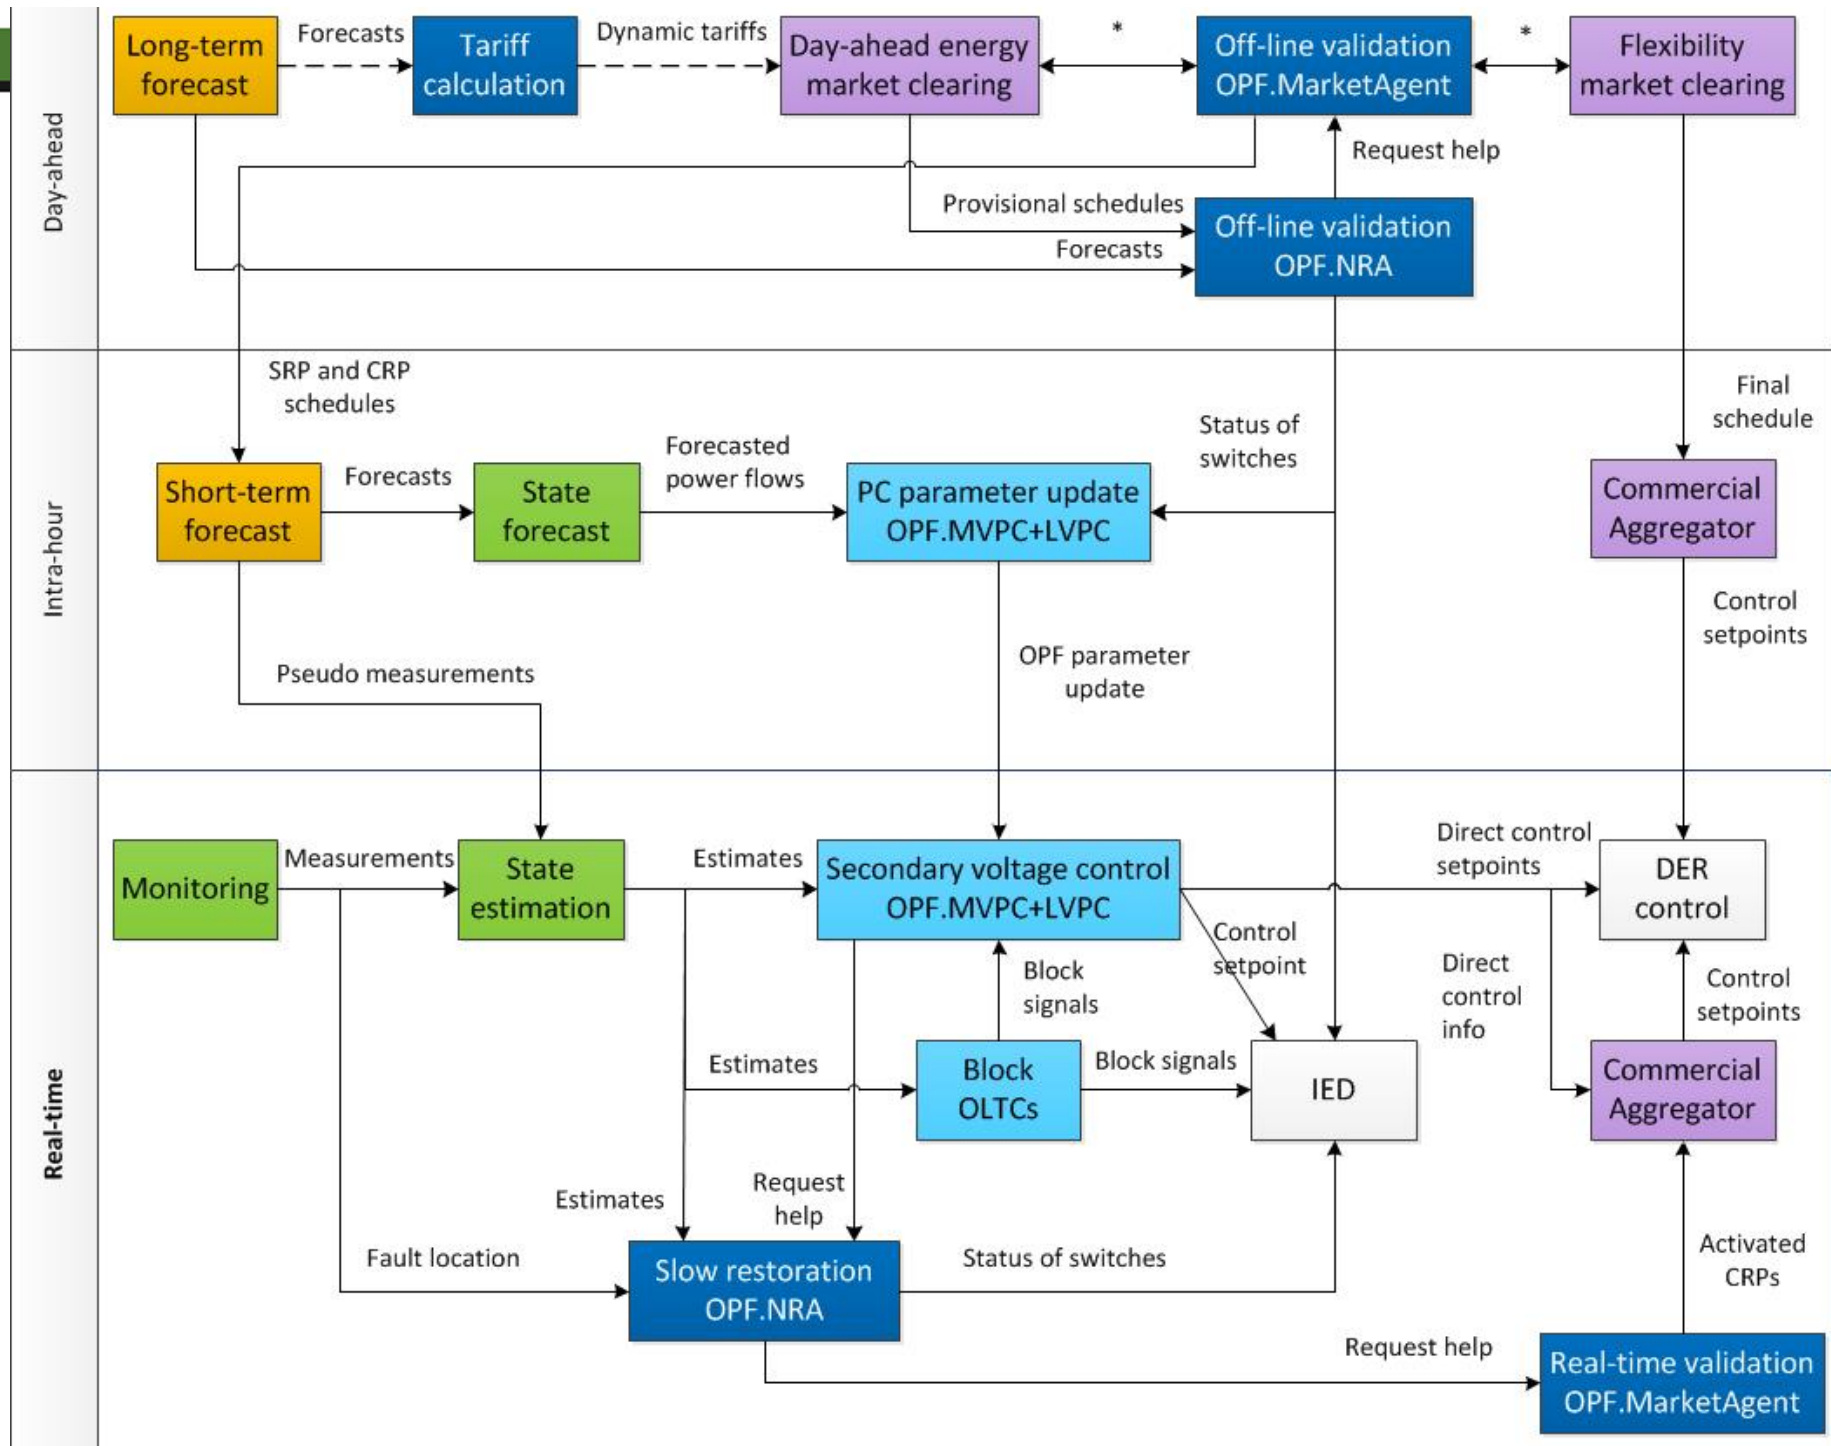 Day-ahead
Long-term
forecast
Forecasts
Tariff
calculation
Dynamic tariffs
Day-ahead energy
market clearing
*
Off-line validation
OPF.MarketAgent
*
Flexibility
market clearing
Request help
Provisional schedules
Forecasts
Off-line validation
OPF.NRA
Intra-hour
SRP and CRP
schedules
Short-term
forecast
Forecasts
State
forecast
Forecasted
power flows
PC parameter update
OPF.MVPC+LVPC
Status of
switches
Final
schedule
Commercial
Aggregator
Control
setpoints
Pseudo measurements
OPF parameter
update
Real-time
Monitoring
Measurements
State
estimation
Estimates
Secondary voltage control
OPF.MVPC+LVPC
Direct control
setpoints
DER
control
Control
setpoint
Block
signals
Direct
control
info
Control
setpoints
Estimates
Block
OLTCs
Block signals
IED
Commercial
Aggregator
Estimates
Request
help
Fault location
Slow restoration
OPF.NRA
Status of switches
Activated
CRPs
Request help
Real-time validation
OPF.MarketAgent